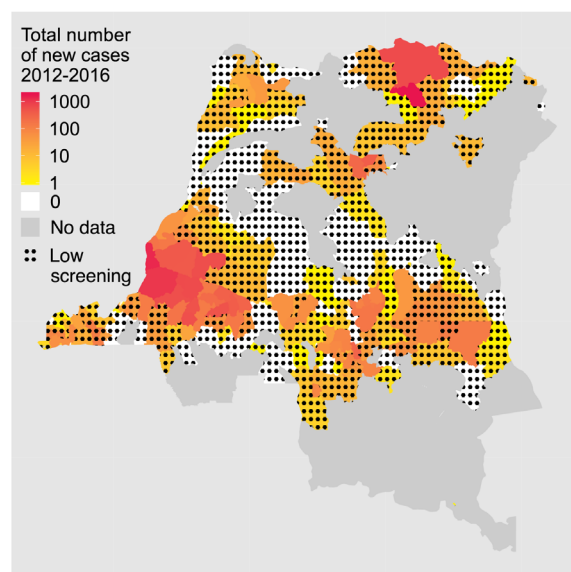 Total number
of new cases
2012-2016
1000
100
10
1
0
No data
Low
screening